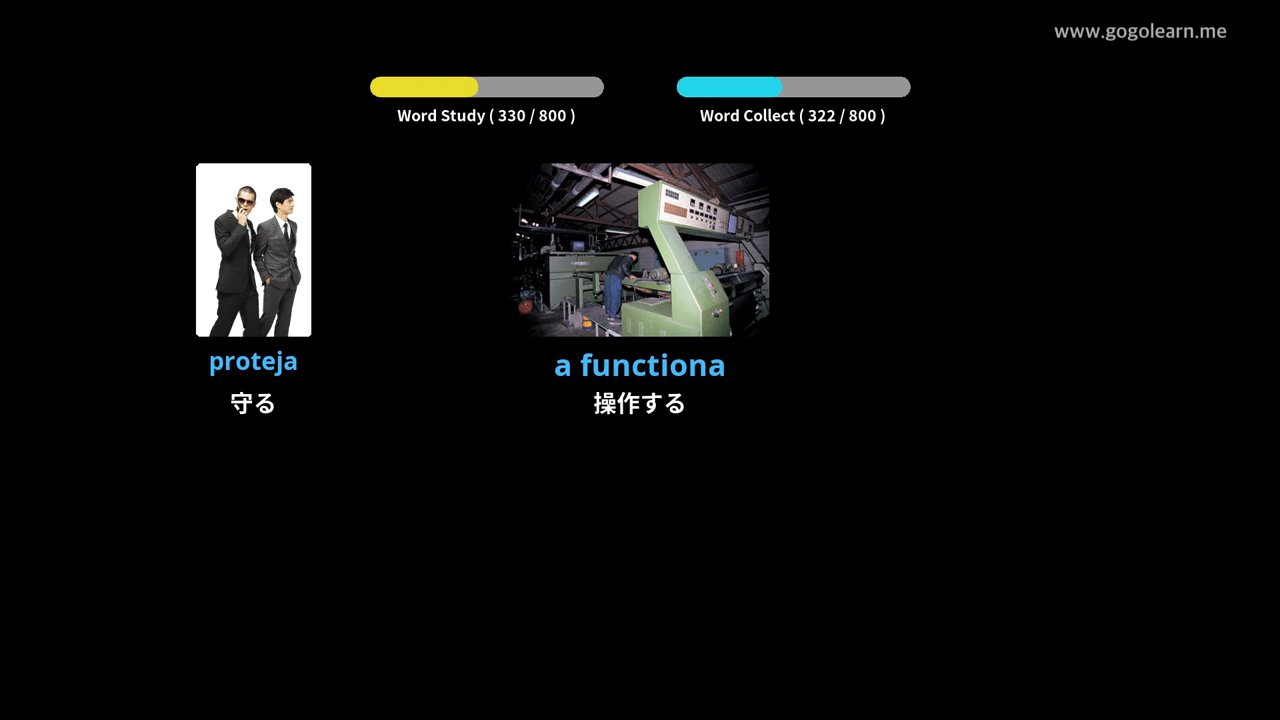 www.gogolearn.me
Word Study ( 330 / 800 )
Word Collect ( 322 / 800 )
proteja
守る
a functiona
操作する